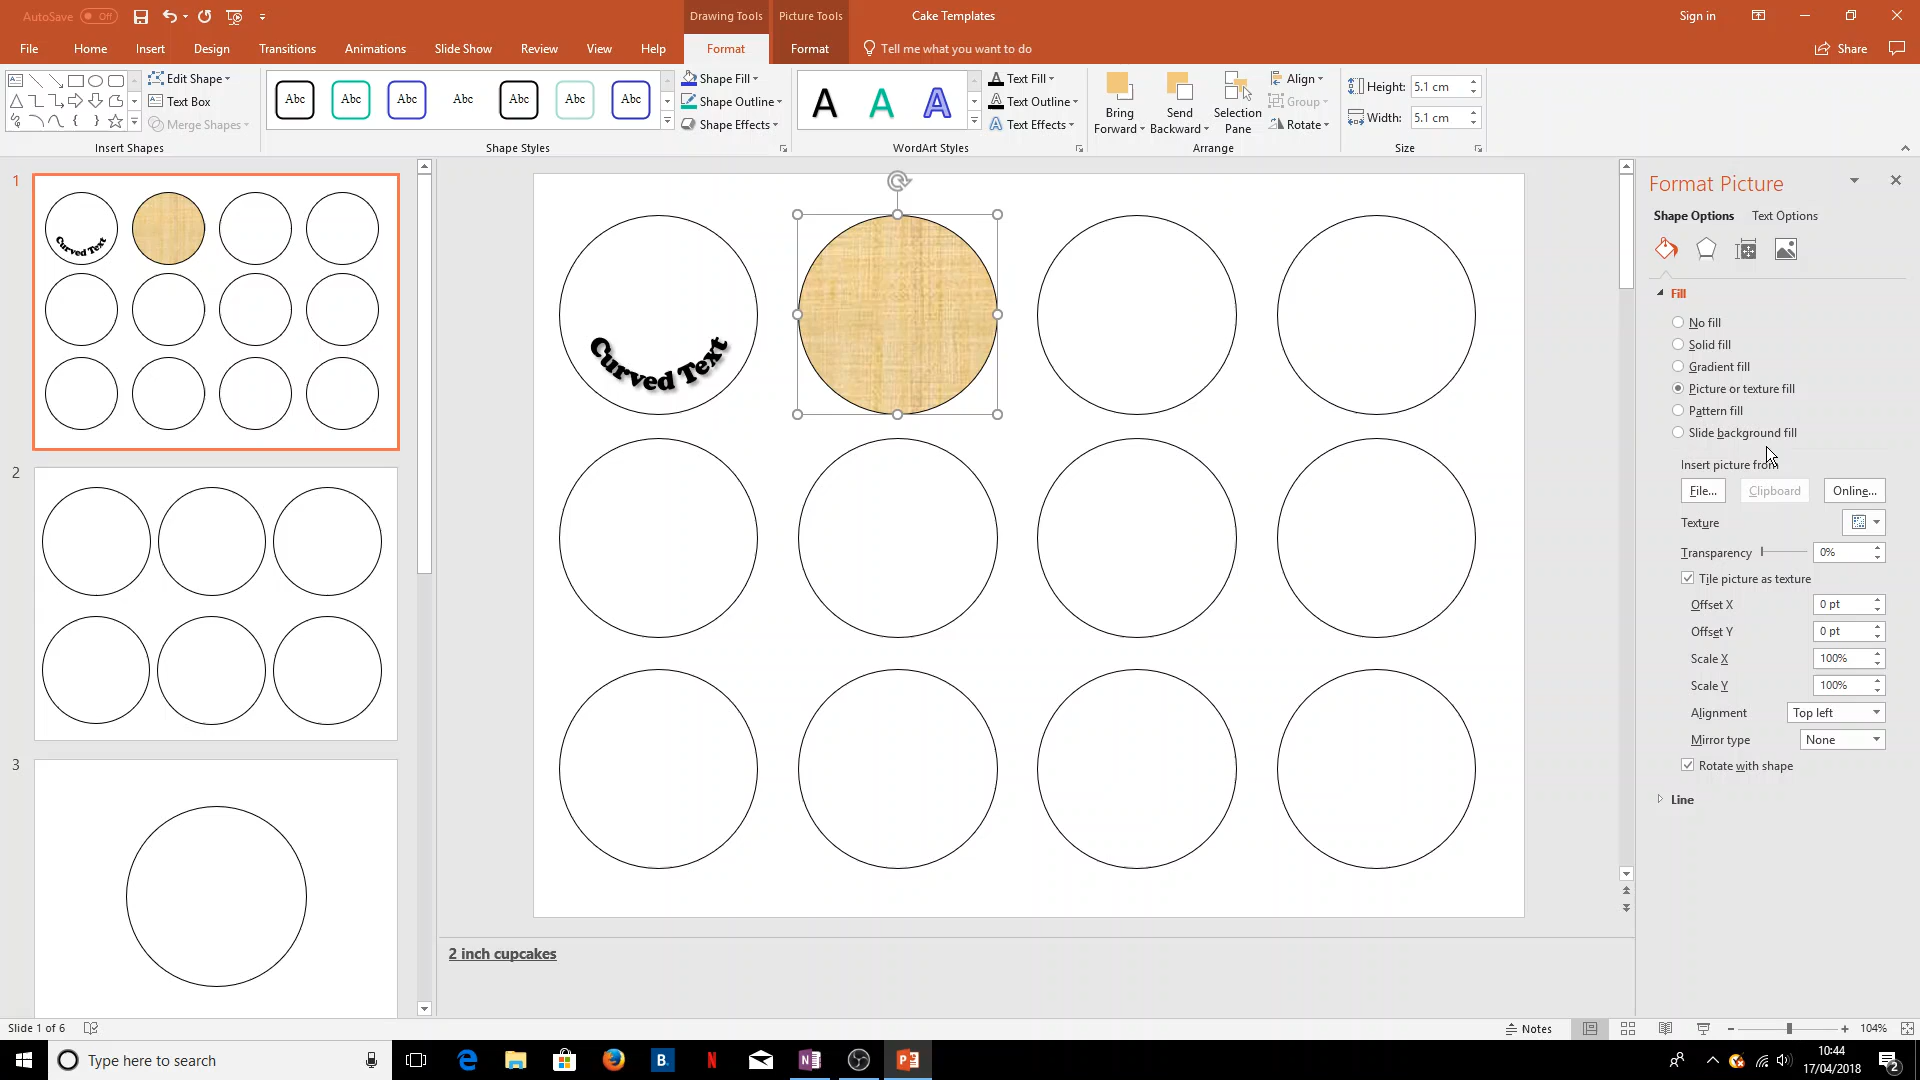 AutoSave Off
Drawing Tools
Picture Tools
Cake Templates
Sign in
File
Home
Insert
Design
Transitions
Animations
Slide Show
Review
View
Help
Format
Format
Tell me what you want to do
Share
Edit Shape
Text Box
Merge Shapes
Insert Shapes
Abc
Abc
Abc
Abc
Abc
Abc
Abc
Shape Fill
Shape Outline
Shape Effects
Shape Styles
A
A
A
Text Fill
Text Outline
Text Effects
WordArt Styles
Bring
Forward
Send
Backward
Selection
Pane
Align
Group
Rotate
Arrange
Height:
5.1 cm
Width:
5.1 cm
Size
1
Curved Text
2
3
Curved Text
2 inch cupcakes
Format Picture
Shape Options
Text Options
Fill
No fill
Solid fill
Gradient fill
Picture or texture fill
Pattern fill
Slide background fill
Insert picture from
File...
Clipboard
Online...
Texture
Transparency
0%
Tile picture as texture
Offset X
0 pt
Offset Y
0 pt
Scale X
100%
Scale Y
100%
Alignment
Top left
Mirror type
None
Rotate with shape
Line
Slide 1 of 6
Notes
104%
Type here to search
B.
N
N
P
10:44
17/04/2018
2